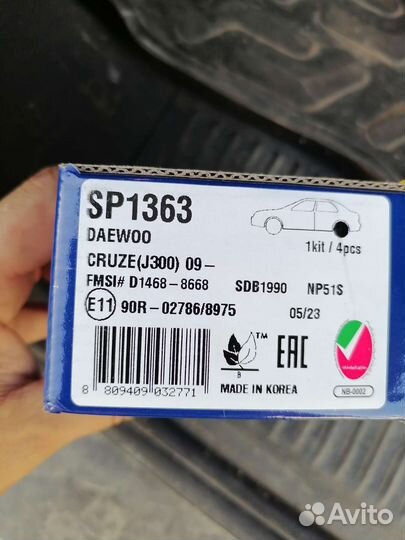 SP1363
DAEWOO
1kit / 4pcs
CRUZE(J300) 09-
FMSI# D1468-8668 SDB1990 NP51S
E11 90R-02786/8975 05/23
TM
EAC
B
8 809409 032771
MADE IN KOREA
NB-0002
Avito